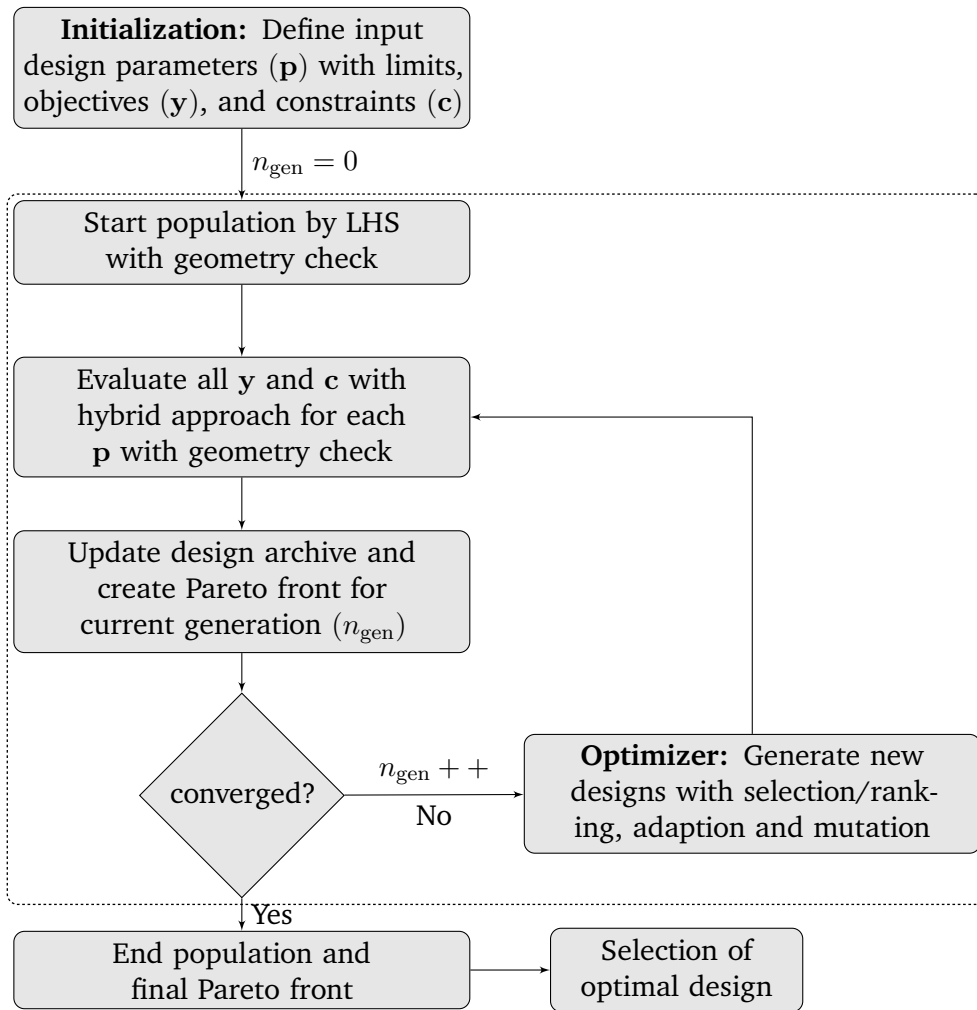 Initialization: Define input
design parameters (p) with limits,
objectives (y), and constraints (c)
n_gen = 0
Start population by LHS
with geometry check
Evaluate all y and c with
hybrid approach for each
p with geometry check
Update design archive and
create Pareto front for
current generation (n_gen)
converged?
n_gen + +
No
Optimizer: Generate new
designs with selection/rank-
ing, adaption and mutation
Yes
End population and
final Pareto front
Selection of
optimal design